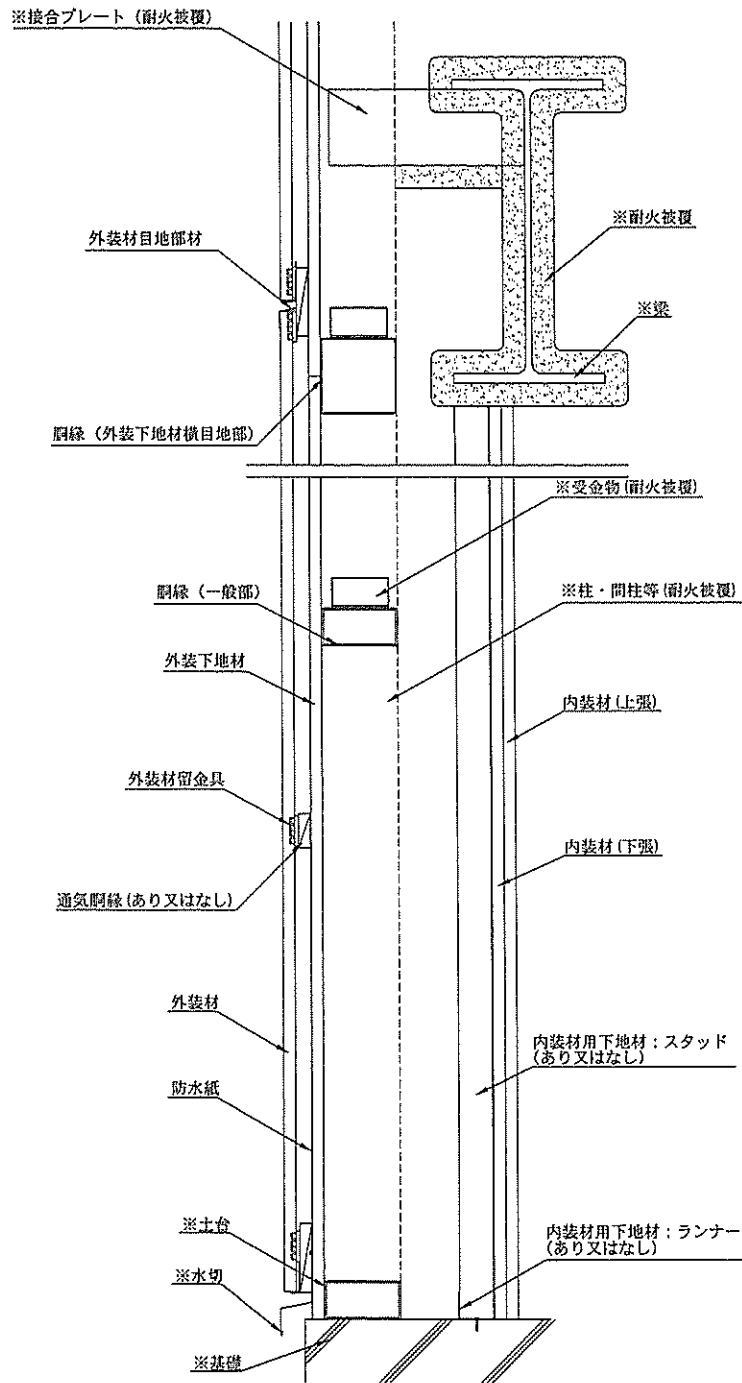 ※接合プレート (耐火被覆)
外装材目地部材
※耐火被覆
※梁
胴縁 (外装下地材横目地部)
※受金物 (耐火被覆)
胴縁 (一般部)
※柱・間柱等 (耐火被覆)
外装下地材
内装材 (上張)
外装材留金具
内装材 (下張)
通気胴縁 (あり又はなし)
外装材
内装材用下地材：スタッド
(あり又はなし)
防水紙
※土台
内装材用下地材：ランナー
(あり又はなし)
※水切
※基礎